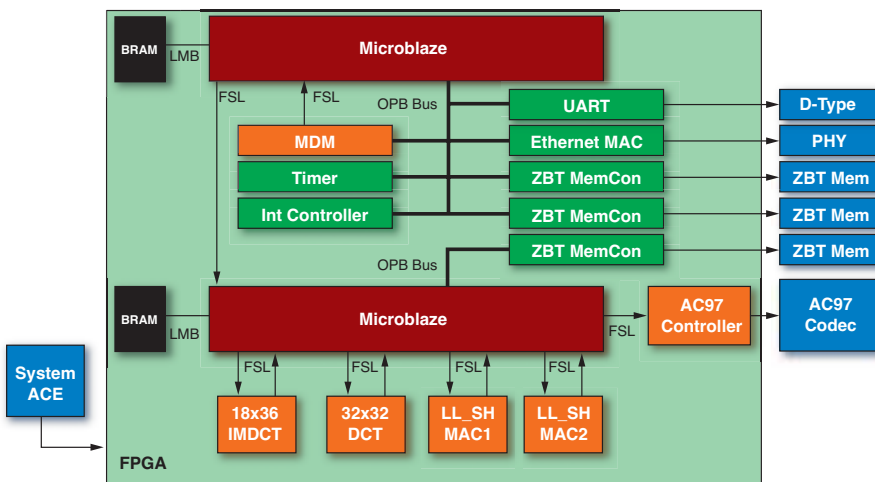 BRAM
LMB
Microblaze
FSL
FSL
OPB Bus
UART
D-Type
MDM
Ethernet MAC
PHY
Timer
ZBT MemCon
ZBT Mem
Int Controller
ZBT MemCon
ZBT Mem
OPB Bus
ZBT MemCon
ZBT Mem
BRAM
LMB
Microblaze
FSL
AC97
Controller
AC97
Codec
System
ACE
FSL
FSL
FSL
FSL
18x36
IMDCT
32x32
DCT
LL_SH
MAC1
LL_SH
MAC2
FPGA